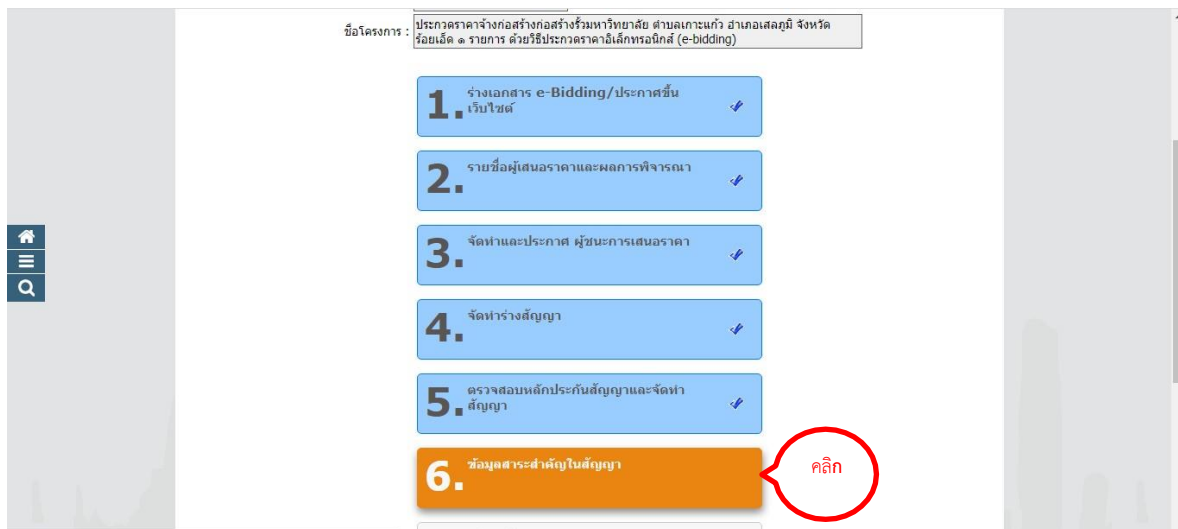 ชื่อโครงการ :
ประกวดราคาจ้างก่อสร้างก่อสร้างรั้วมหาวิทยาลัย ตำบลเกาะแก้ว อำเภอเสลภูมิ จังหวัด
ร้อยเอ็ด ๑ รายการ ด้วยวิธีประกวดราคาอิเล็กทรอนิกส์ (e-bidding)
1. ร่างเอกสาร e-Bidding/ประกาศขึ้น
เว็บไซต์
2. รายชื่อผู้เสนอราคาและผลการพิจารณา
3. จัดทำและประกาศ ผู้ชนะการเสนอราคา
4. จัดทำร่างสัญญา
5. ตรวจสอบหลักประกันสัญญาและจัดทำ
สัญญา
6. ข้อมูลสาระสำคัญในสัญญา
คลิก